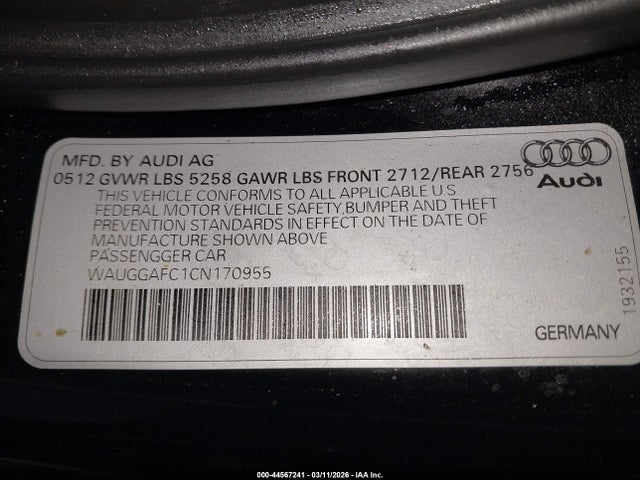 MFD. BY AUDI AG
0512 GVWR LBS 5258 GAWR LBS FRONT 2712/REAR 2756
THIS VEHICLE CONFORMS TO ALL APPLICABLE U.S.
FEDERAL MOTOR VEHICLE SAFETY,BUMPER AND THEFT
PREVENTION STANDARDS IN EFFECT ON THE DATE OF
MANUFACTURE SHOWN ABOVE
PASSENGGER CAR
WAUGGAFC1CN170955
Audi
1932155
GERMANY
000-44567241 - 03/11/2026 - IAA Inc.